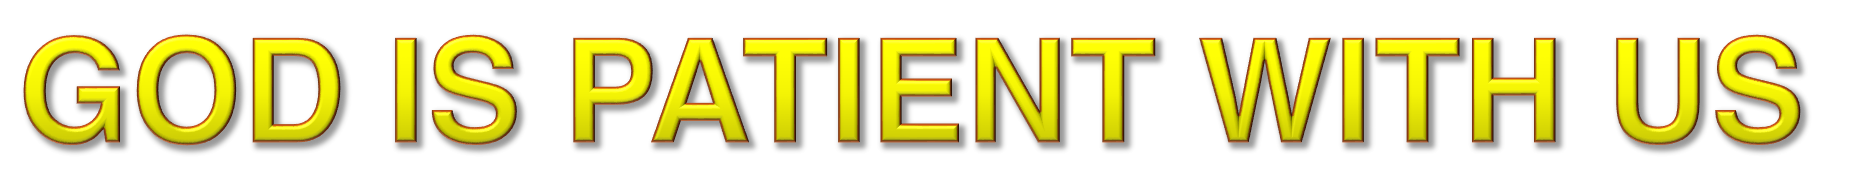 GOD IS PATIENT WITH US